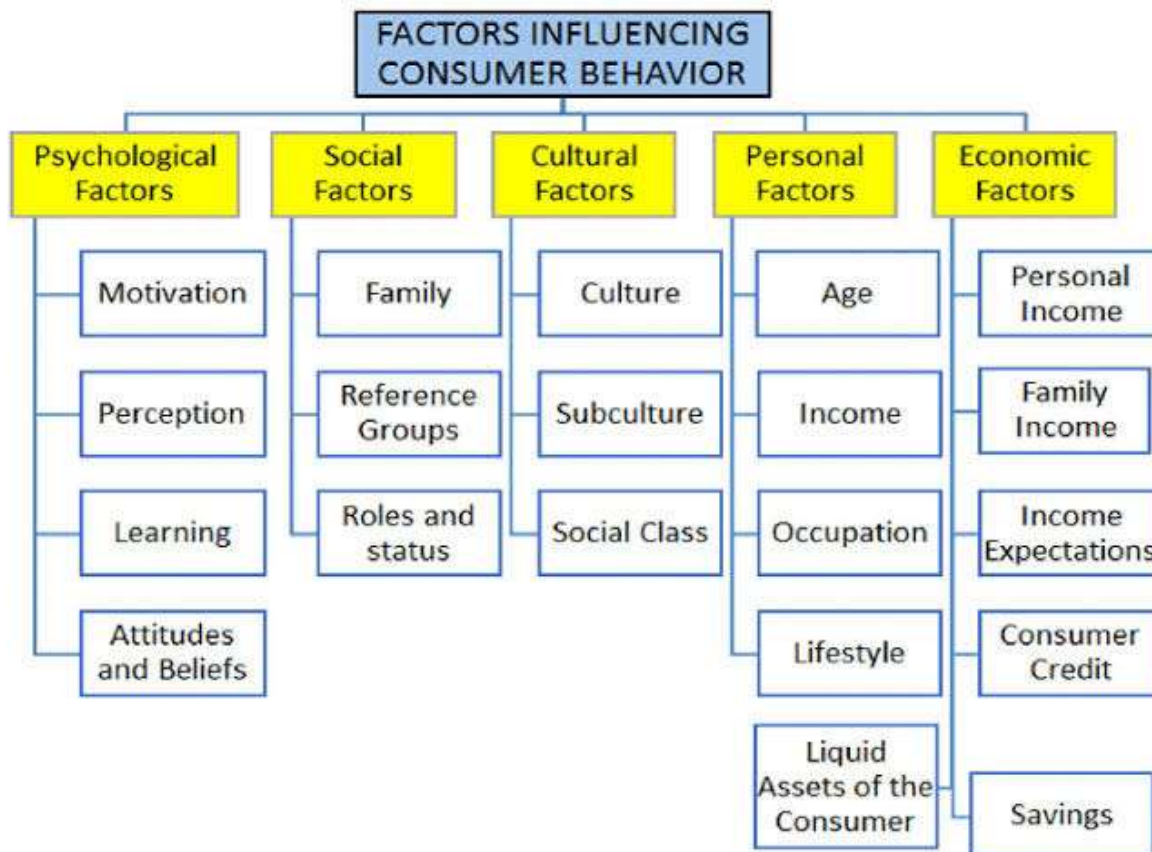 FACTORS INFLUENCING
CONSUMER BEHAVIOR
Psychological
Factors
Motivation
Perception
Learning
Attitudes
and Beliefs
Social
Factors
Family
Reference
Groups
Roles and
status
Cultural
Factors
Culture
Subculture
Social Class
Personal
Factors
Age
Income
Occupation
Lifestyle
Economic
Factors
Personal
Income
Family
Income
Income
Expectations
Consumer
Credit
Liquid
Assets of the
Consumer
Savings